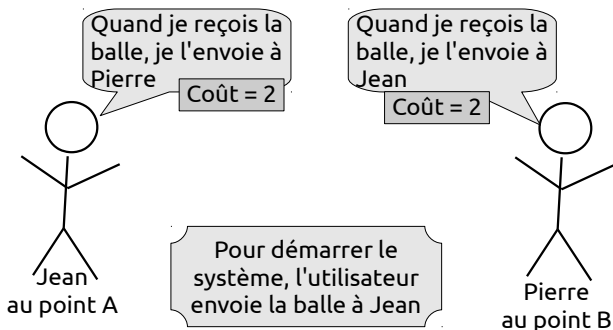 Quand je reçois la
balle, je l'envoie à
Pierre
Coût = 2
Quand je reçois la
balle, je l'envoie à
Jean
Coût = 2
Jean
au point A
Pour démarrer le
système, l'utilisateur
envoie la balle à Jean
Pierre
au point B